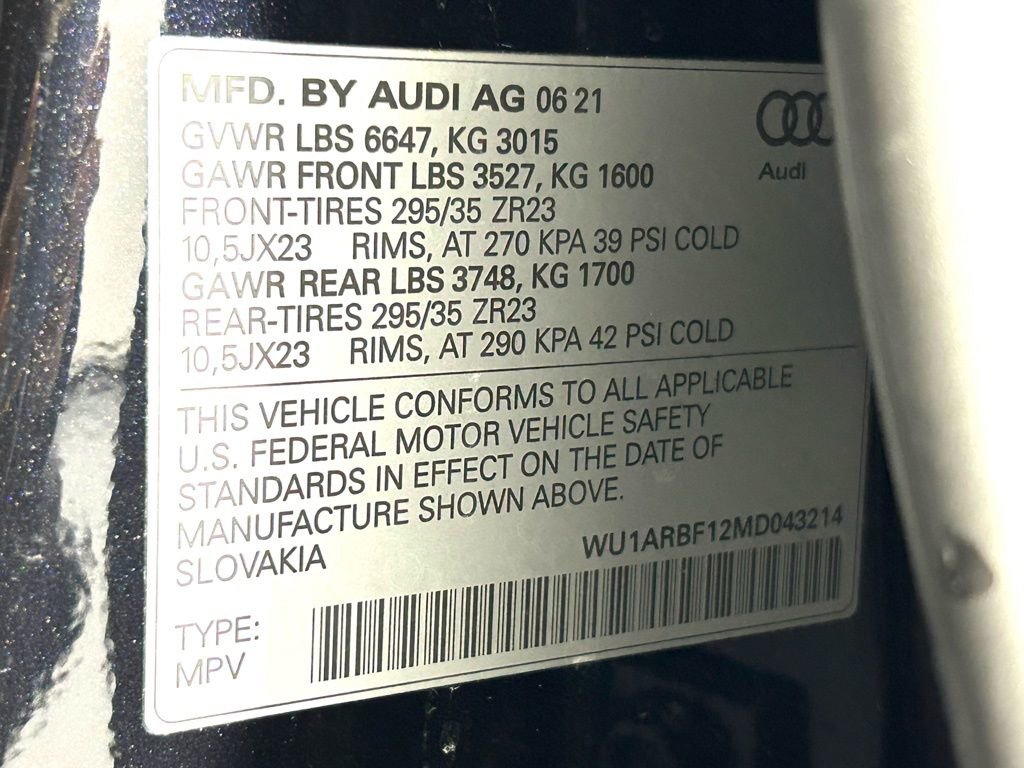 MFD. BY AUDI AG 06 21
GVWR LBS 6647, KG 3015
GAWR FRONT LBS 3527, KG 1600
FRONT-TIRES 295/35 ZR23
10,5JX23 RIMS, AT 270 KPA 39 PSI COLD
GAWR REAR LBS 3748, KG 1700
REAR-TIRES 295/35 ZR23
10,5JX23 RIMS, AT 290 KPA 42 PSI COLD
Audi
THIS VEHICLE CONFORMS TO ALL APPLICABLE
U.S. FEDERAL MOTOR VEHICLE SAFETY
STANDARDS IN EFFECT ON THE DATE OF
MANUFACTURE SHOWN ABOVE.
SLOVAKIA
WU1ARBF12MD043214
TYPE:
MPV